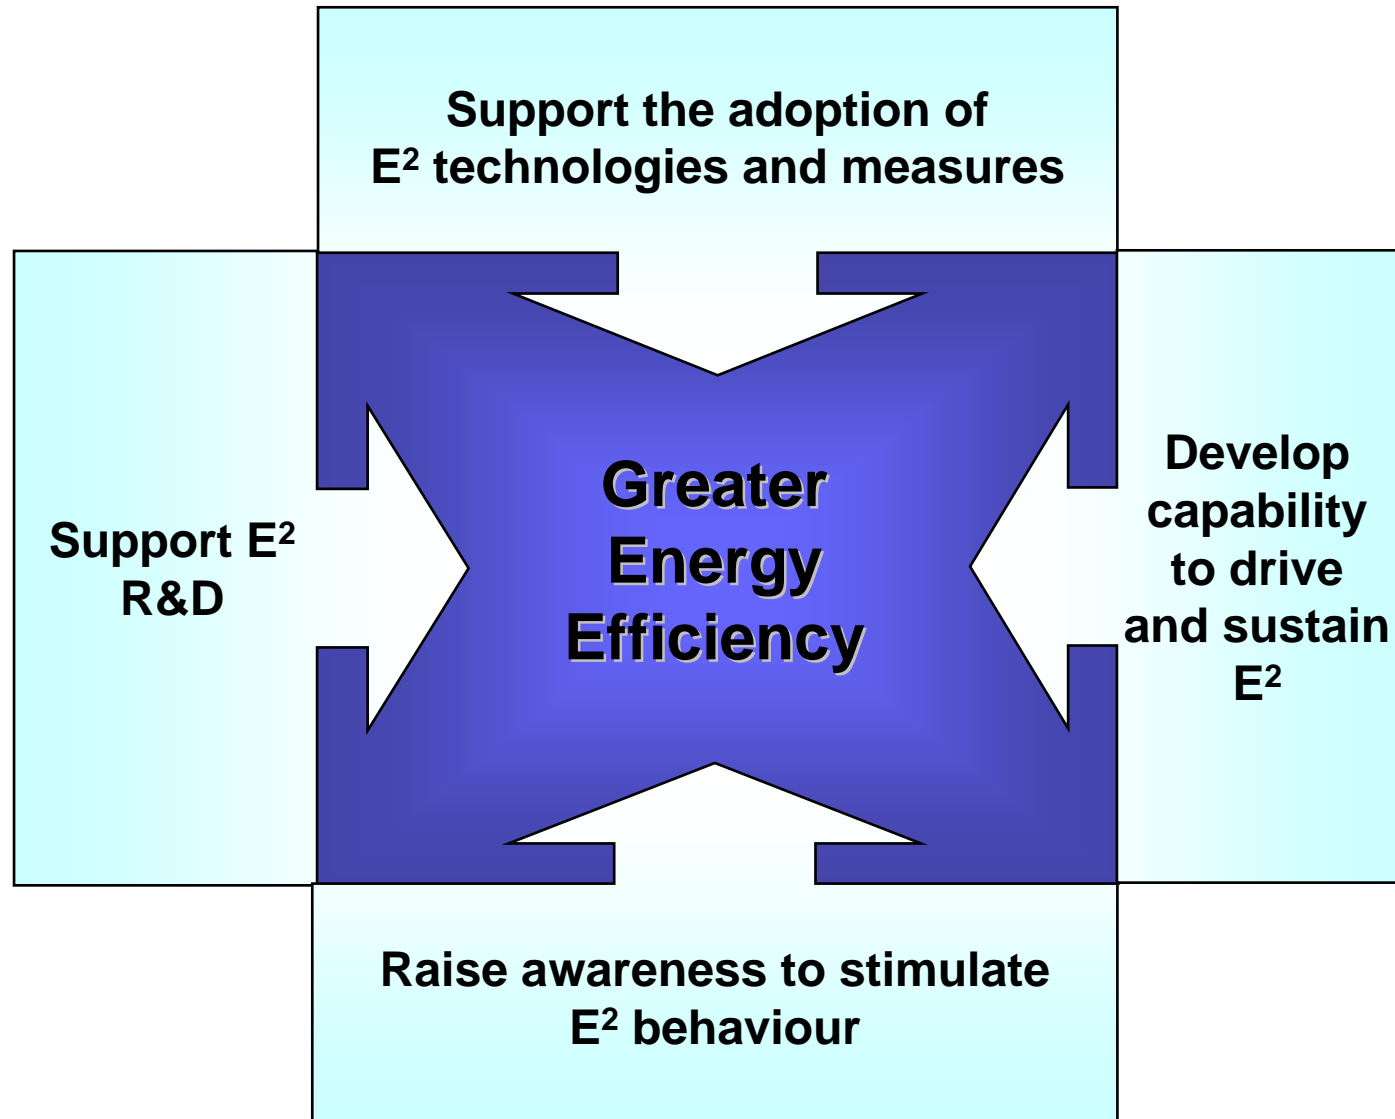 Support the adoption of
E² technologies and measures
Support E²
R&D
Greater
Energy
Efficiency
Develop
capability
to drive
and sustain
E²
Raise awareness to stimulate
E² behaviour